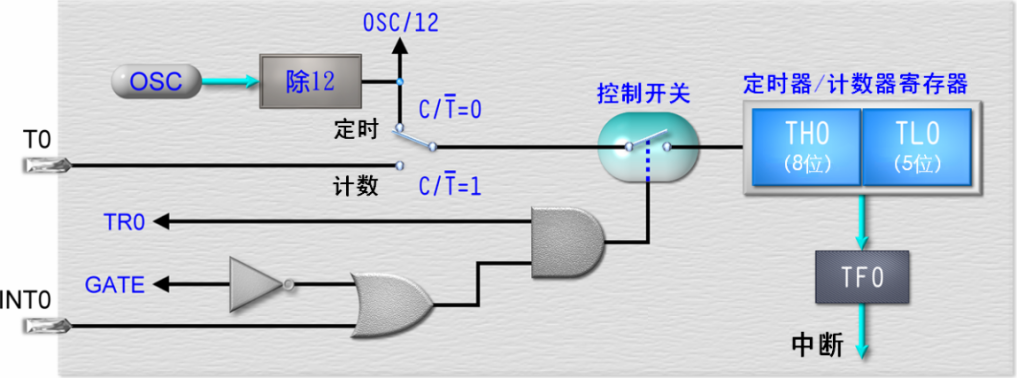 OSC/12
OSC
除12
控制开关
定时器/计数器寄存器
C/T̅=0
定时
T0
TH0
(8位)
TL0
(5位)
计数
C/T̅=1
TR0
GATE
INT0
TF0
中断